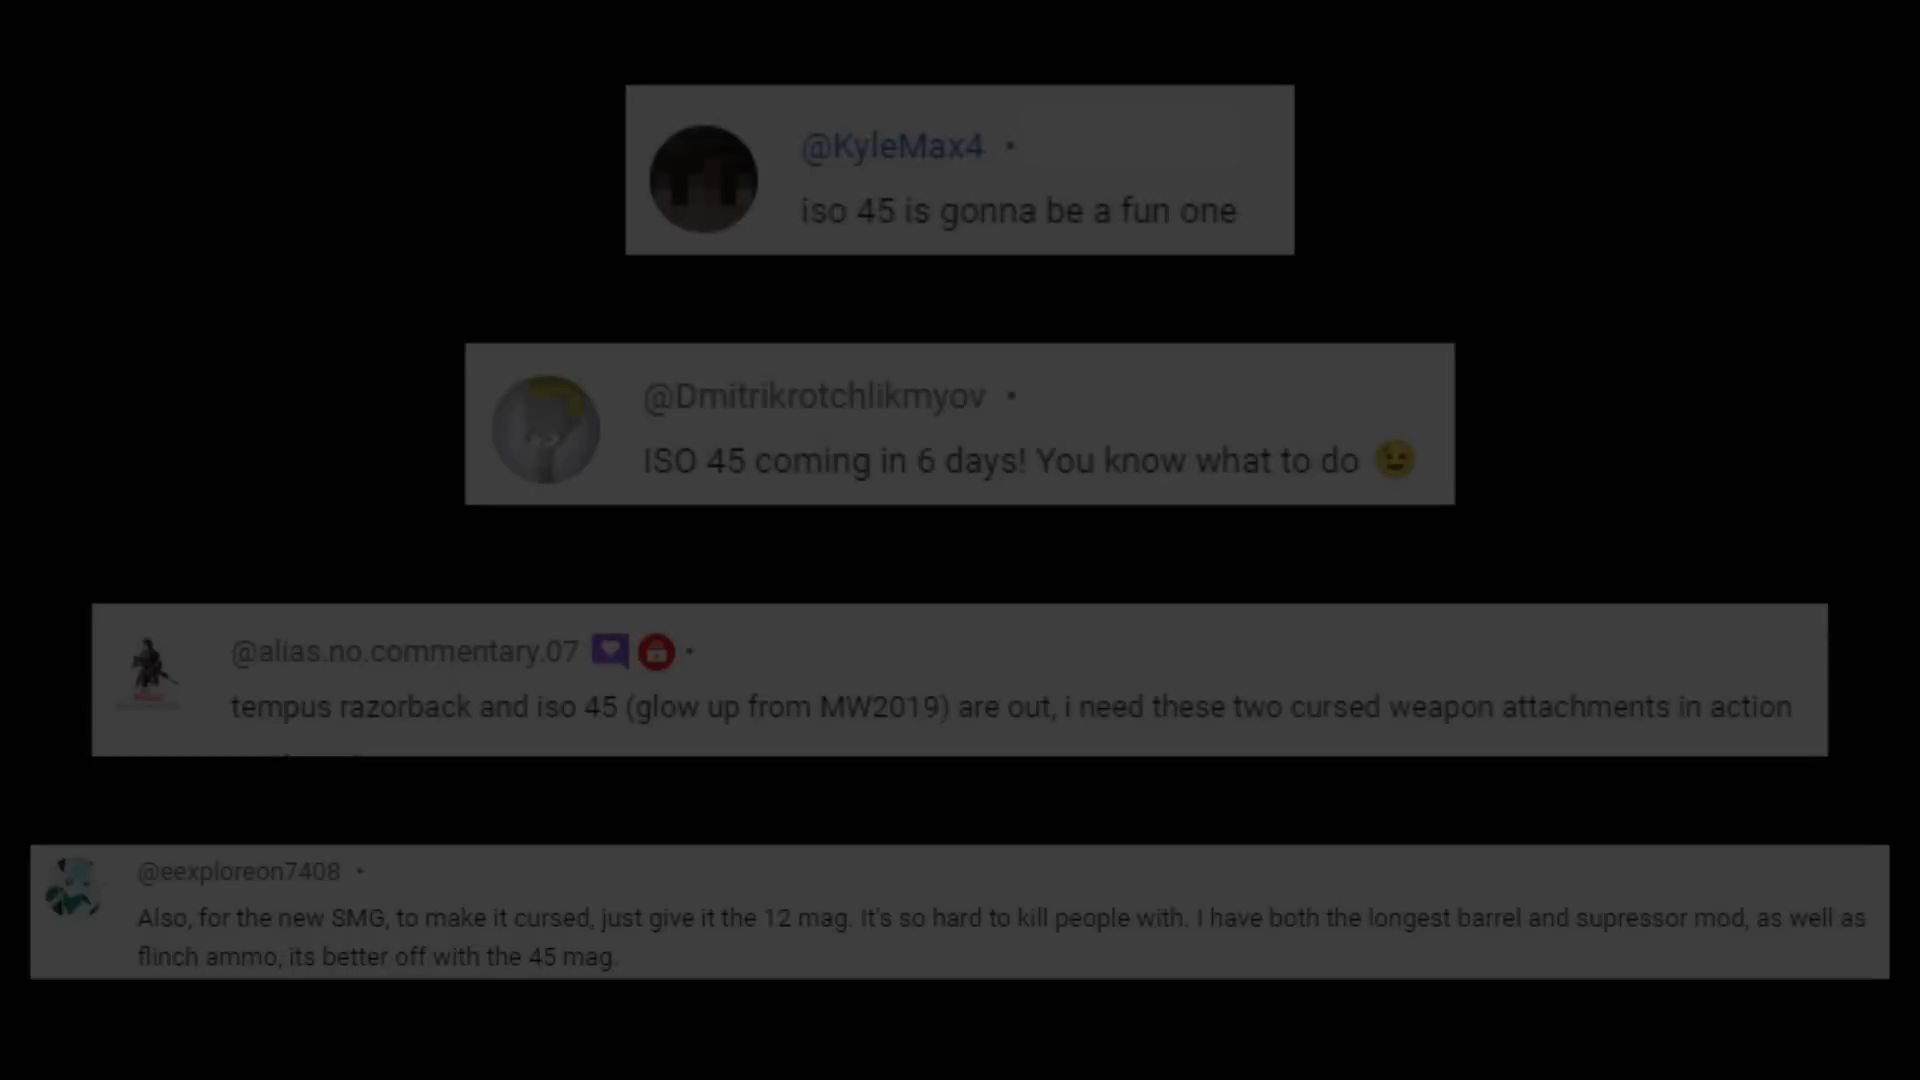 @KyleMax4 •
iso 45 is gonna be a fun one
@Dmitrikrotchlikmyov •
ISO 45 coming in 6 days! You know what to do 😉
@alias.no.commentary.07 •
tempus razorback and iso 45 (glow up from MW2019) are out, i need these two cursed weapon attachments in action
@eexploreon7408 •
Also, for the new SMG, to make it cursed, just give it the 12 mag. It's so hard to kill people with. I have both the longest barrel and supressor mod, as well as
flinch ammo, its better off with the 45 mag.